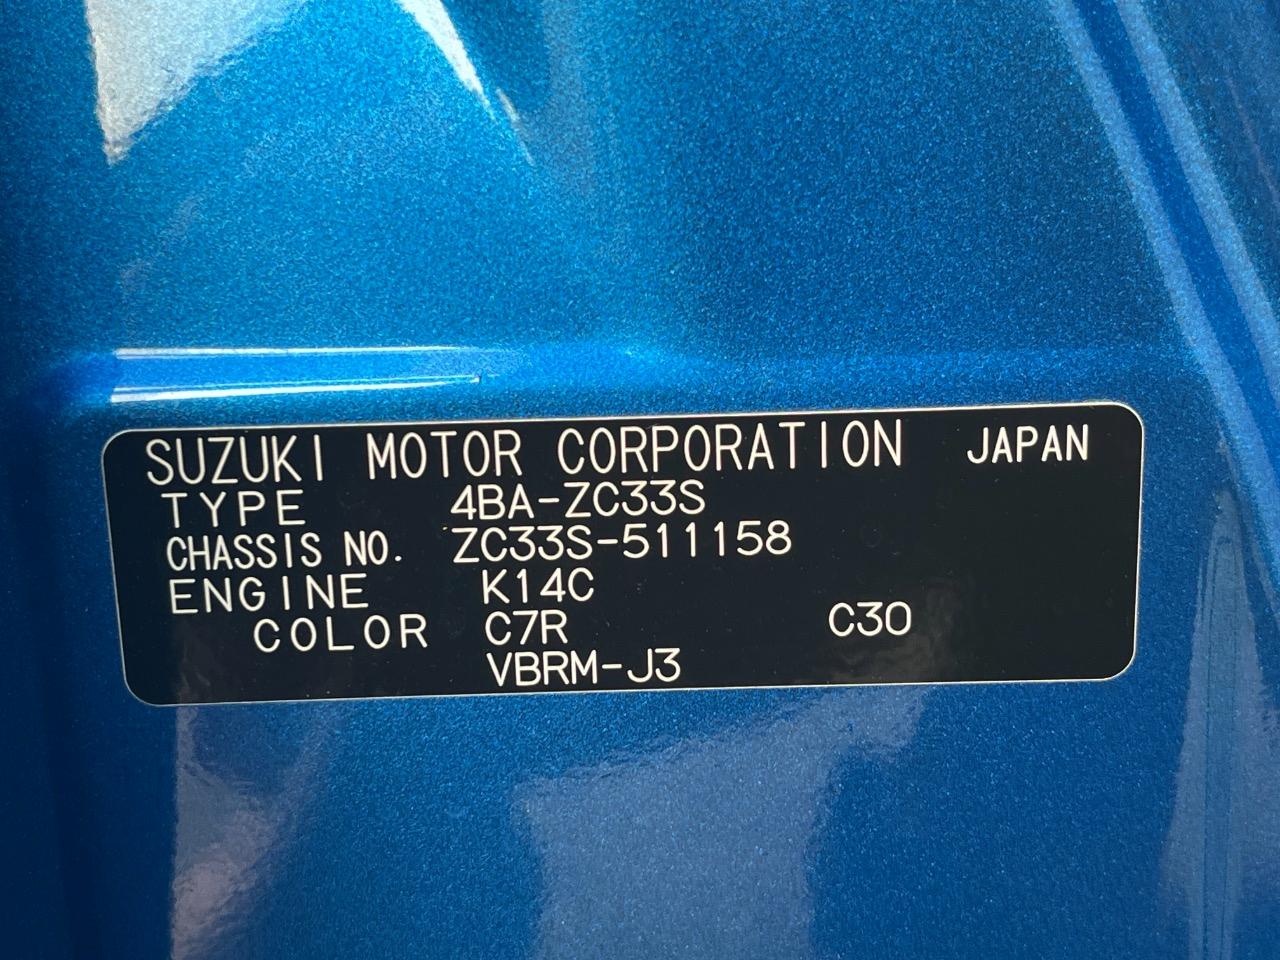 SUZUKI MOTOR CORPORATION JAPAN
TYPE 4BA-ZC33S
CHASSIS NO. ZC33S-511158
ENGINE K14C
COLOR C7R C30
VBRM-J3